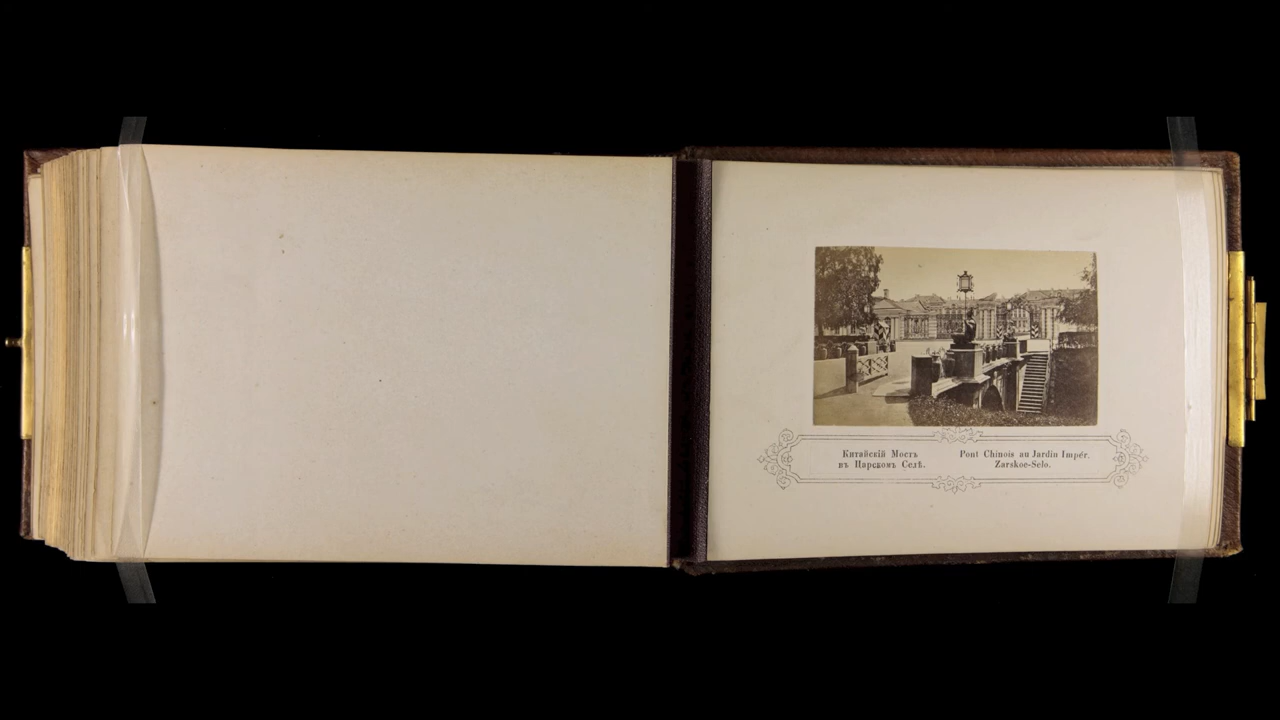 Китайскій Мостъ
въ Царскомъ Селѣ.
Pont Chinois au Jardin Impér.
Zarskoe-Selo.